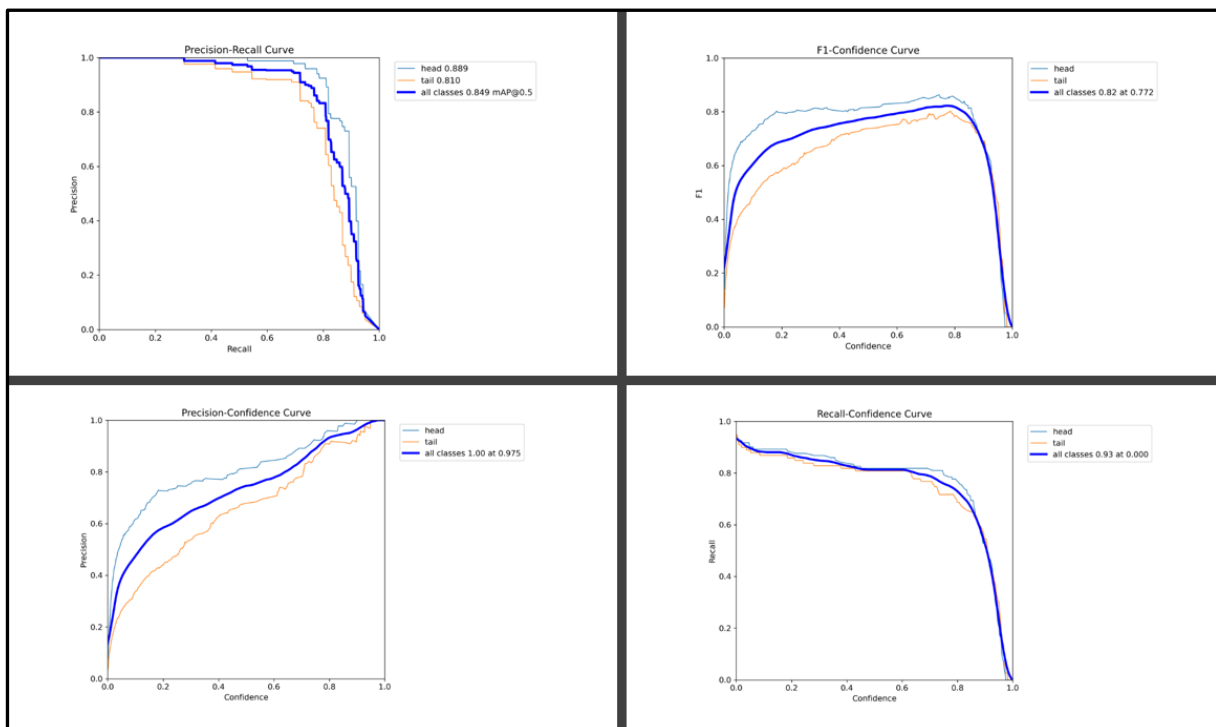 Precision-Recall Curve
1.0
0.8
0.6
0.4
0.2
0.0
Precision
0.0 0.2 0.4 0.6 0.8 1.0
Recall
head 0.889
tail 0.810
all classes 0.849 mAP@0.5
F1-Confidence Curve
1.0
0.8
0.6
0.4
0.2
0.0
F1
0.0 0.2 0.4 0.6 0.8 1.0
Confidence
head
tail
all classes 0.82 at 0.772
Precision-Confidence Curve
1.0
0.8
0.6
0.4
0.2
0.0
Precision
0.0 0.2 0.4 0.6 0.8 1.0
Confidence
head
tail
all classes 1.00 at 0.975
Recall-Confidence Curve
1.0
0.8
0.6
0.4
0.2
0.0
Recall
0.0 0.2 0.4 0.6 0.8 1.0
Confidence
head
tail
all classes 0.93 at 0.000